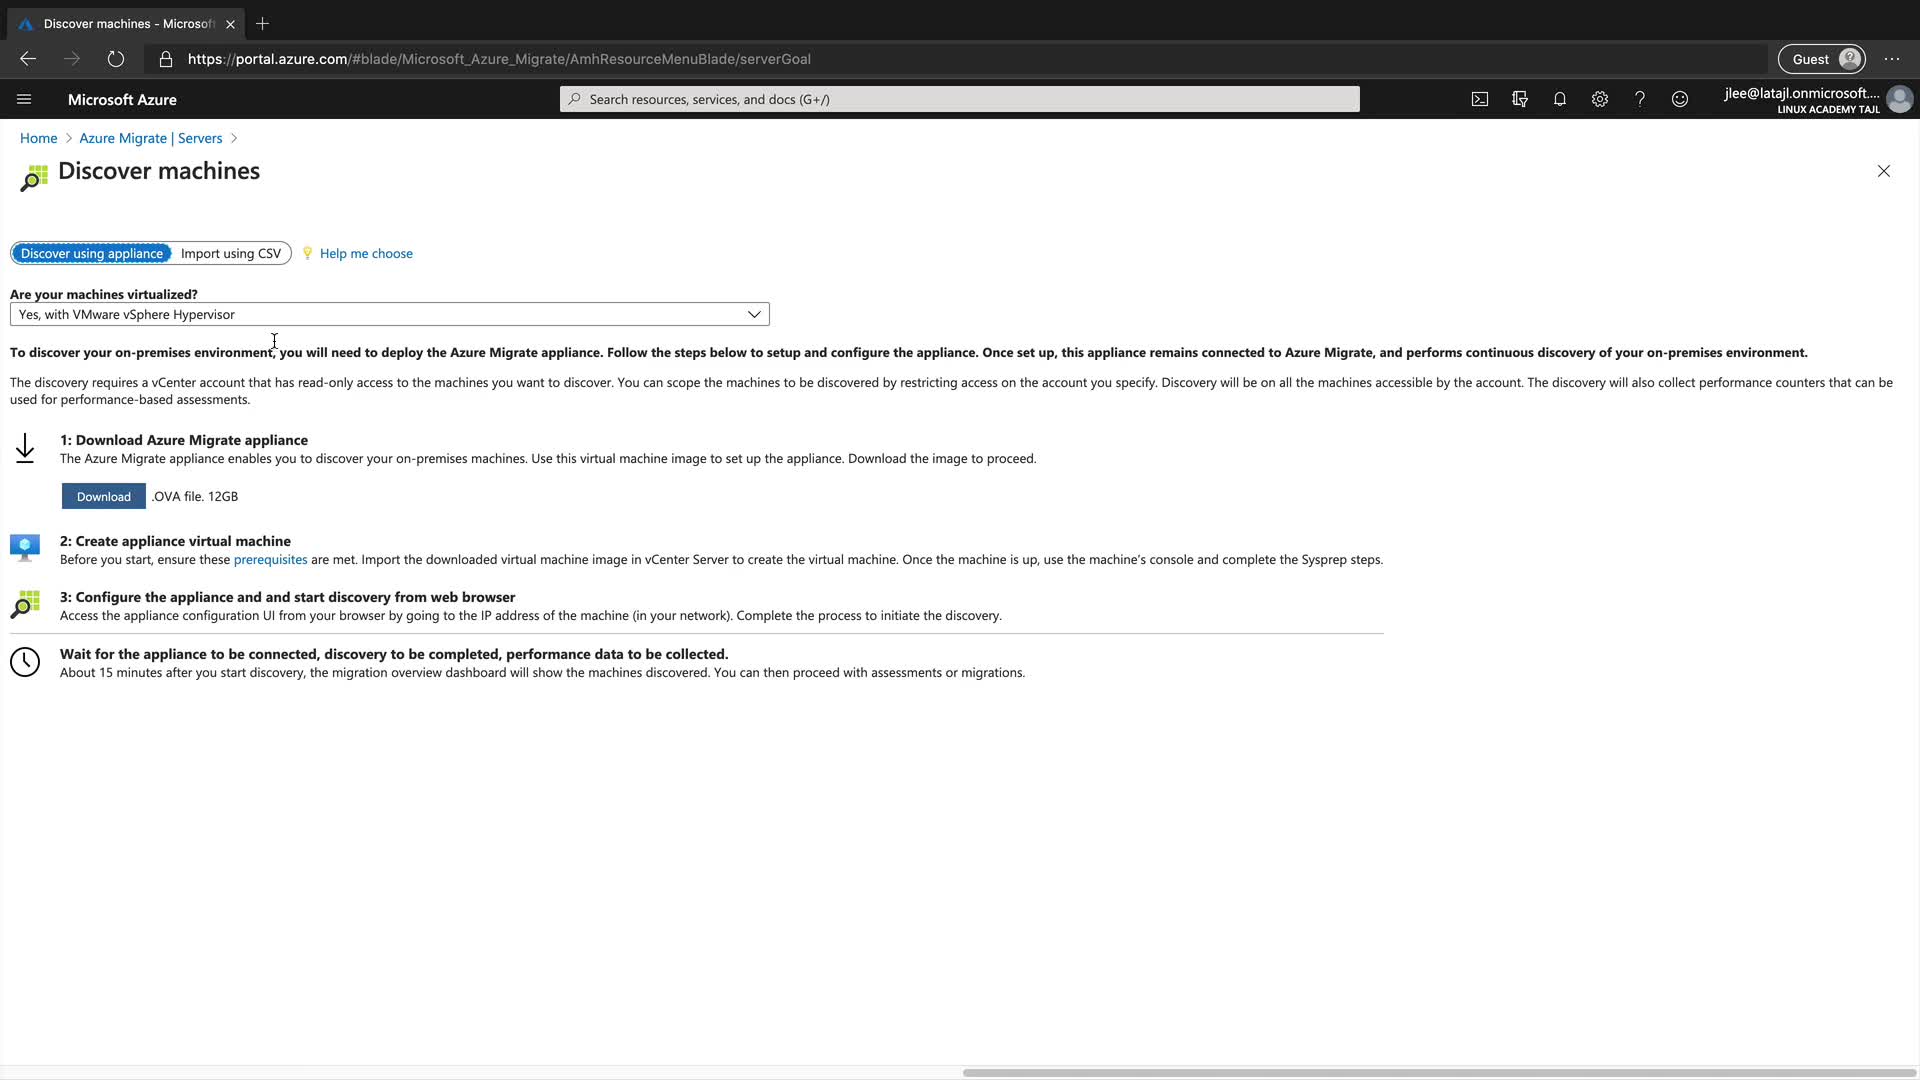 Discover machines - Microsof
https://portal.azure.com/#blade/Microsoft_Azure_Migrate/AmhResourceMenuBlade/serverGoal
Guest
Microsoft Azure
Search resources, services, and docs (G+/)
jlee@latajl.onmicrosoft....
LINUX ACADEMY TAJL
Home > Azure Migrate | Servers >
Discover machines
Discover using appliance
Import using CSV
Help me choose
Are your machines virtualized?
Yes, with VMware vSphere Hypervisor
To discover your on-premises environment, you will need to deploy the Azure Migrate appliance. Follow the steps below to setup and configure the appliance. Once set up, this appliance remains connected to Azure Migrate, and performs continuous discovery of your on-premises environment.
The discovery requires a vCenter account that has read-only access to the machines you want to discover. You can scope the machines to be discovered by restricting access on the account you specify. Discovery will be on all the machines accessible by the account. The discovery will also collect performance counters that can be
used for performance-based assessments.
1: Download Azure Migrate appliance
The Azure Migrate appliance enables you to discover your on-premises machines. Use this virtual machine image to set up the appliance. Download the image to proceed.
Download .OVA file. 12GB
2: Create appliance virtual machine
Before you start, ensure these prerequisites are met. Import the downloaded virtual machine image in vCenter Server to create the virtual machine. Once the machine is up, use the machine's console and complete the Sysprep steps.
3: Configure the appliance and and start discovery from web browser
Access the appliance configuration UI from your browser by going to the IP address of the machine (in your network). Complete the process to initiate the discovery.
Wait for the appliance to be connected, discovery to be completed, performance data to be collected.
About 15 minutes after you start discovery, the migration overview dashboard will show the machines discovered. You can then proceed with assessments or migrations.